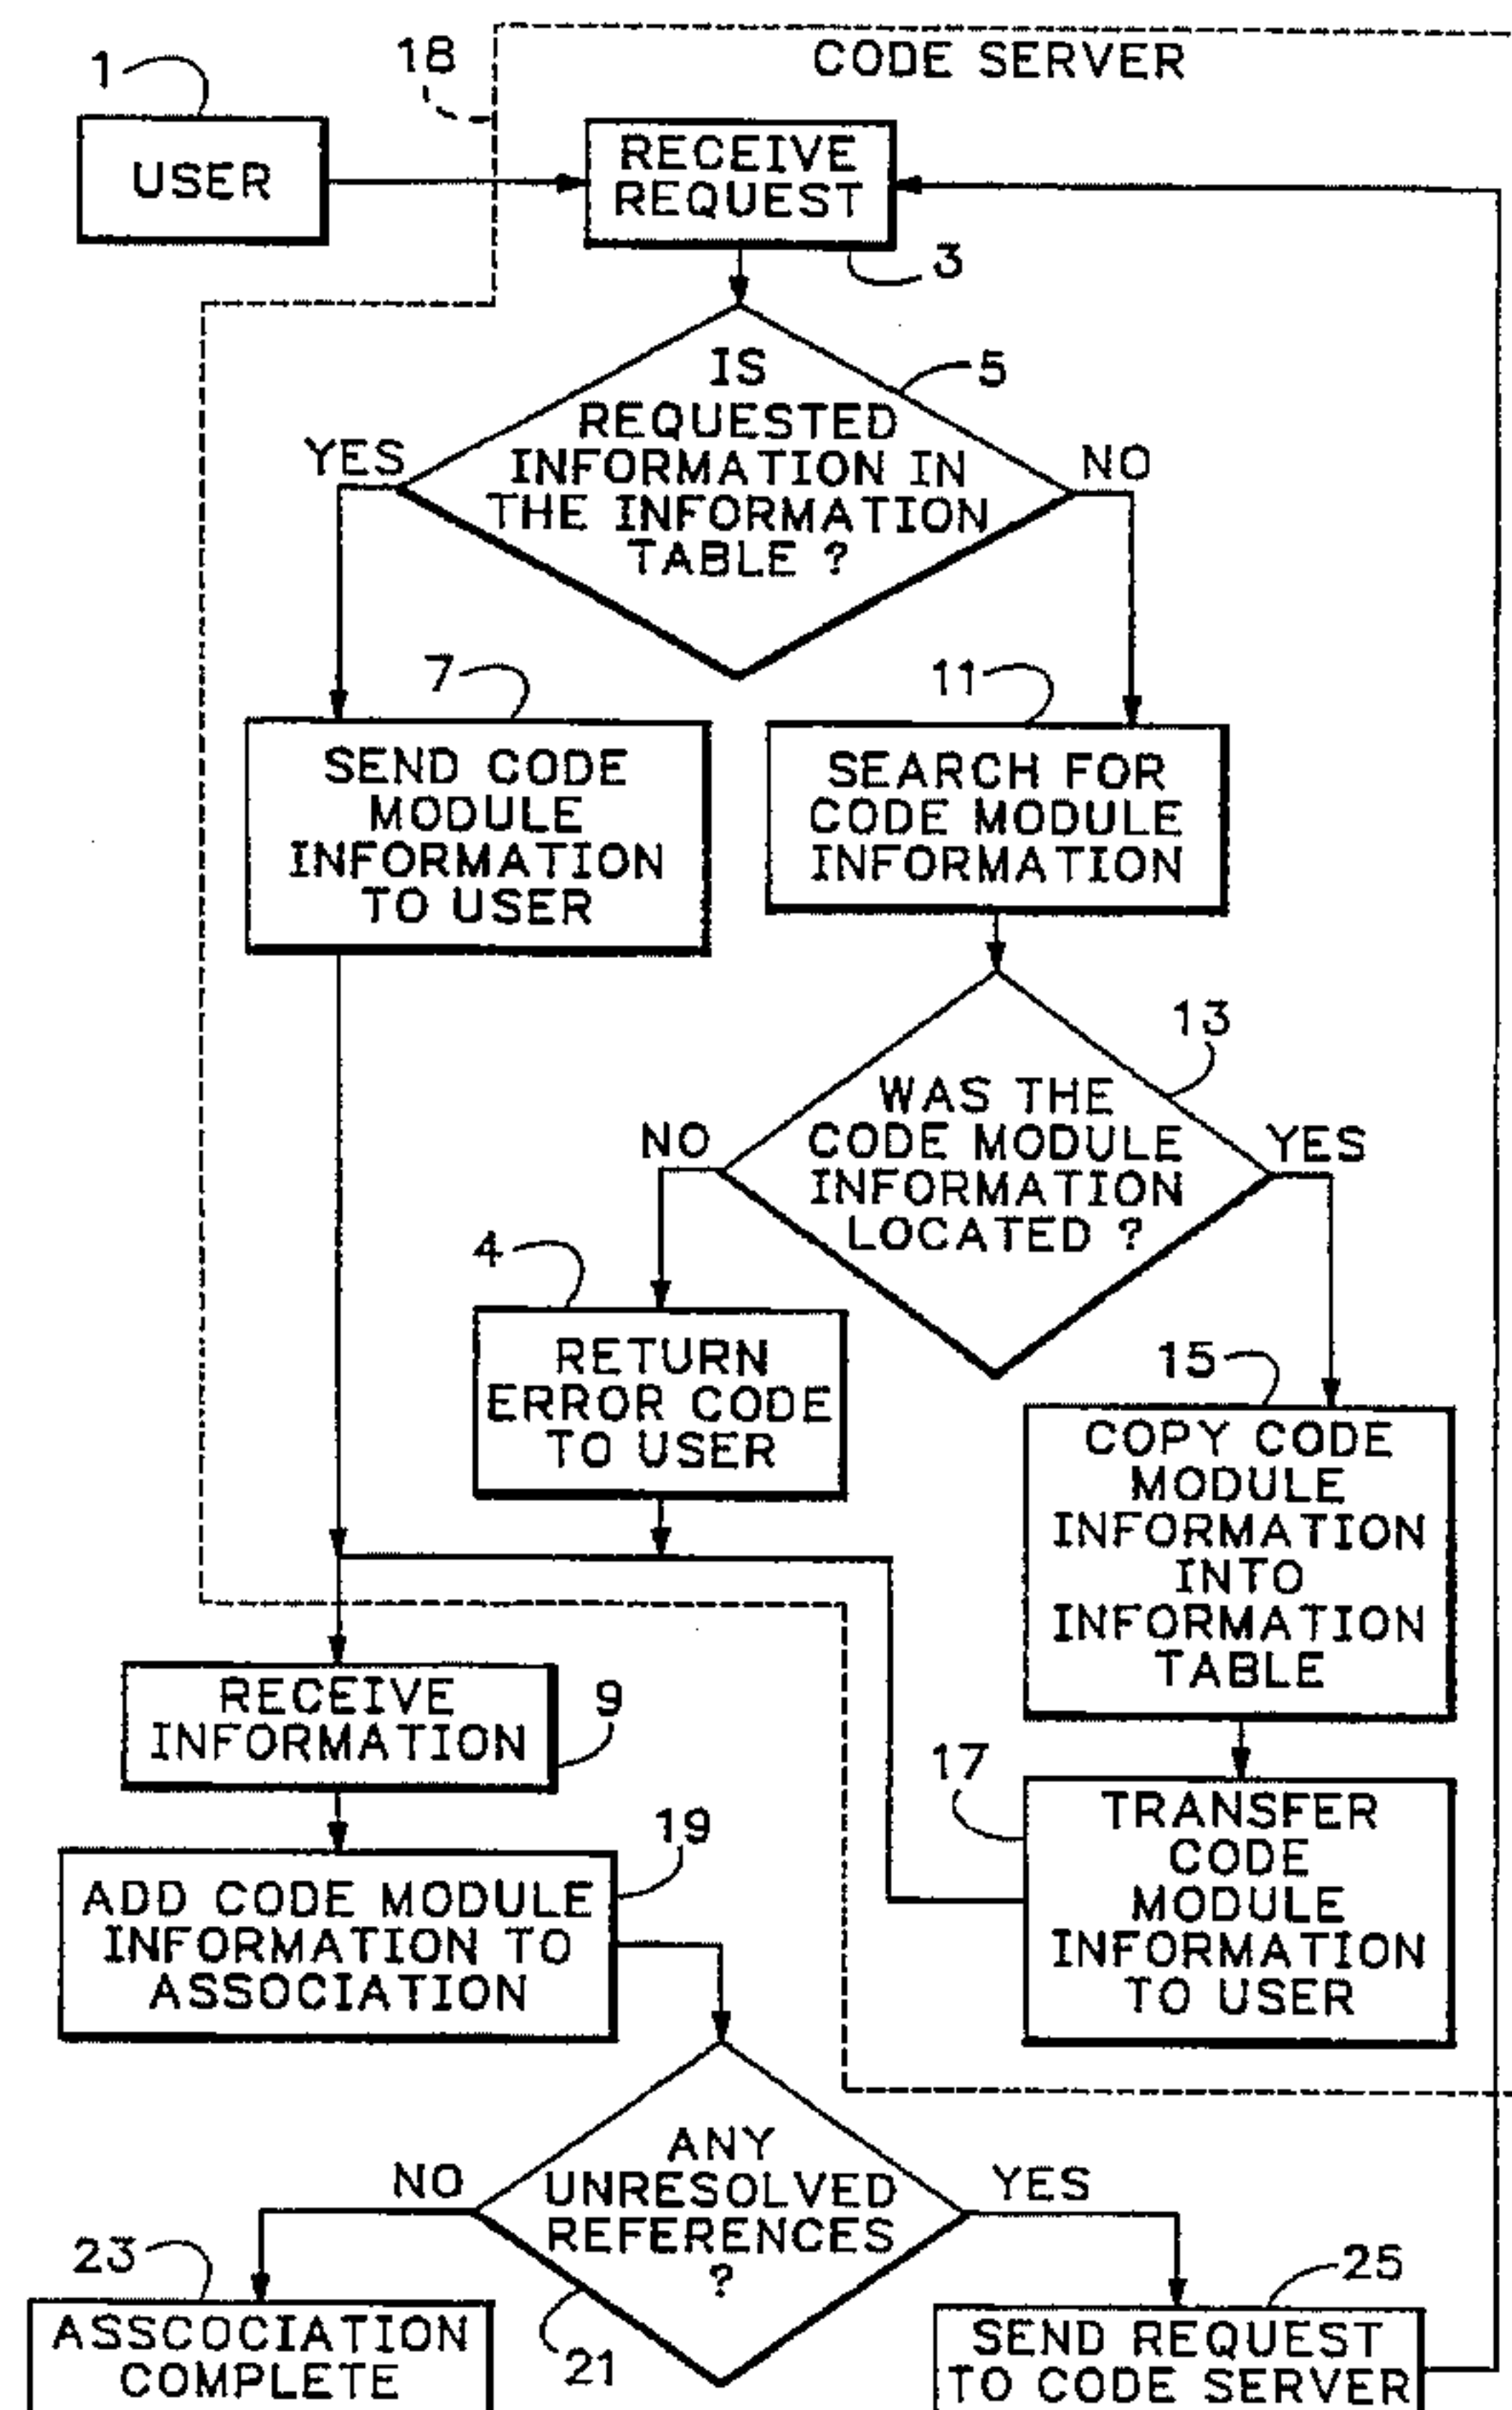 CODE SERVER
1
18
USER
RECEIVE
REQUEST
3
IS
REQUESTED
INFORMATION IN
THE INFORMATION
TABLE ?
5
YES
NO
7
SEND CODE
MODULE
INFORMATION
TO USER
11
SEARCH FOR
CODE MODULE
INFORMATION
13
WAS THE
CODE MODULE
INFORMATION
LOCATED ?
NO
YES
4
RETURN
ERROR CODE
TO USER
15
COPY CODE
MODULE
INFORMATION
INTO
INFORMATION
TABLE
RECEIVE
INFORMATION
9
17
TRANSFER
CODE
MODULE
INFORMATION
TO USER
19
ADD CODE MODULE
INFORMATION TO
ASSOCIATION
ANY
UNRESOLVED
REFERENCES
?
NO
YES
21
23
ASSCOCIATION
COMPLETE
25
SEND REQUEST
TO CODE SERVER